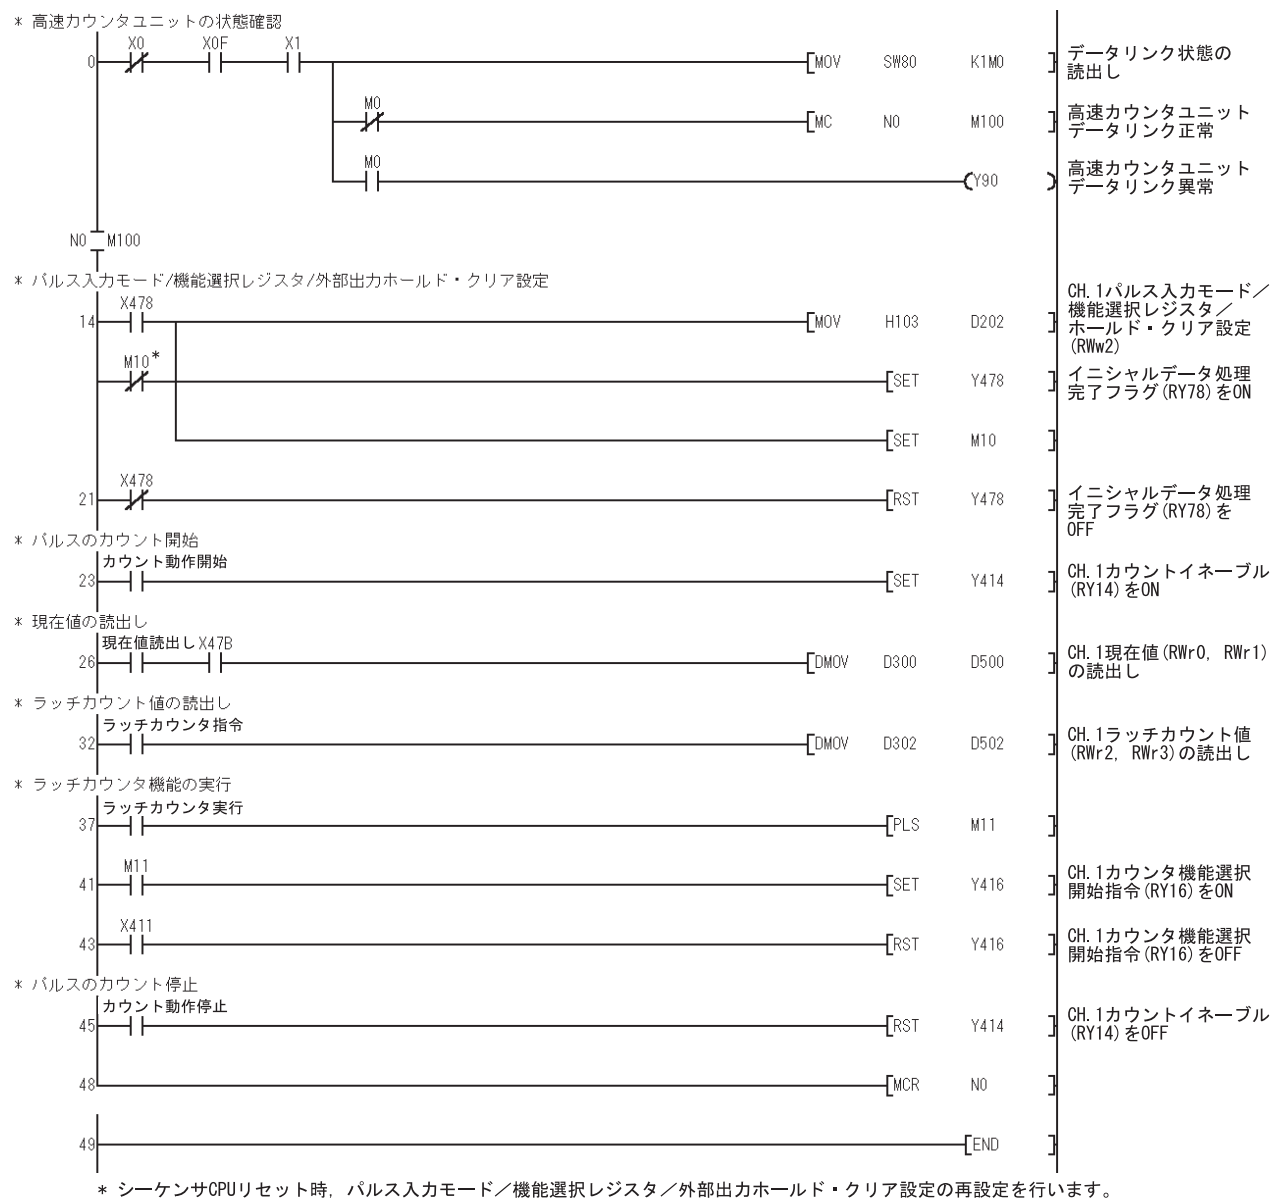 * 高速カウンタユニットの状態確認
X0 X0F X1
0 MOV SW80 K1M0 データリンク状態の
読出し
M0
MC N0 M100 高速カウンタユニット
データリンク正常
M0
Y90 高速カウンタユニット
データリンク異常
N0 M100
* パルス入力モード/機能選択レジスタ/外部出力ホールド・クリア設定
X478
14 MOV H103 D202 CH.1パルス入力モード／
機能選択レジスタ／
ホールド・クリア設定
(RWw2)
M10*
SET Y478 イニシャルデータ処理
完了フラグ(RY78)をON
SET M10
X478
21 RST Y478 イニシャルデータ処理
完了フラグ(RY78)を
OFF
* パルスのカウント開始
カウント動作開始
23 SET Y414 CH.1カウントイネーブル
(RY14)をON
* 現在値の読出し
現在値読出し X47B
26 DMOV D300 D500 CH.1現在値(RWr0, RWr1)
の読出し
* ラッチカウント値の読出し
ラッチカウンタ指令
32 DMOV D302 D502 CH.1ラッチカウント値
(RWr2, RWr3)の読出し
* ラッチカウンタ機能の実行
ラッチカウンタ実行
37 PLS M11
M11
41 SET Y416 CH.1カウンタ機能選択
開始指令(RY16)をON
X411
43 RST Y416 CH.1カウンタ機能選択
開始指令(RY16)をOFF
* パルスのカウント停止
カウント動作停止
45 RST Y414 CH.1カウントイネーブル
(RY14)をOFF
48 MCR N0
49 END
* シーケンサCPUリセット時，パルス入力モード／機能選択レジスタ／外部出力ホールド・クリア設定の再設定を行います。